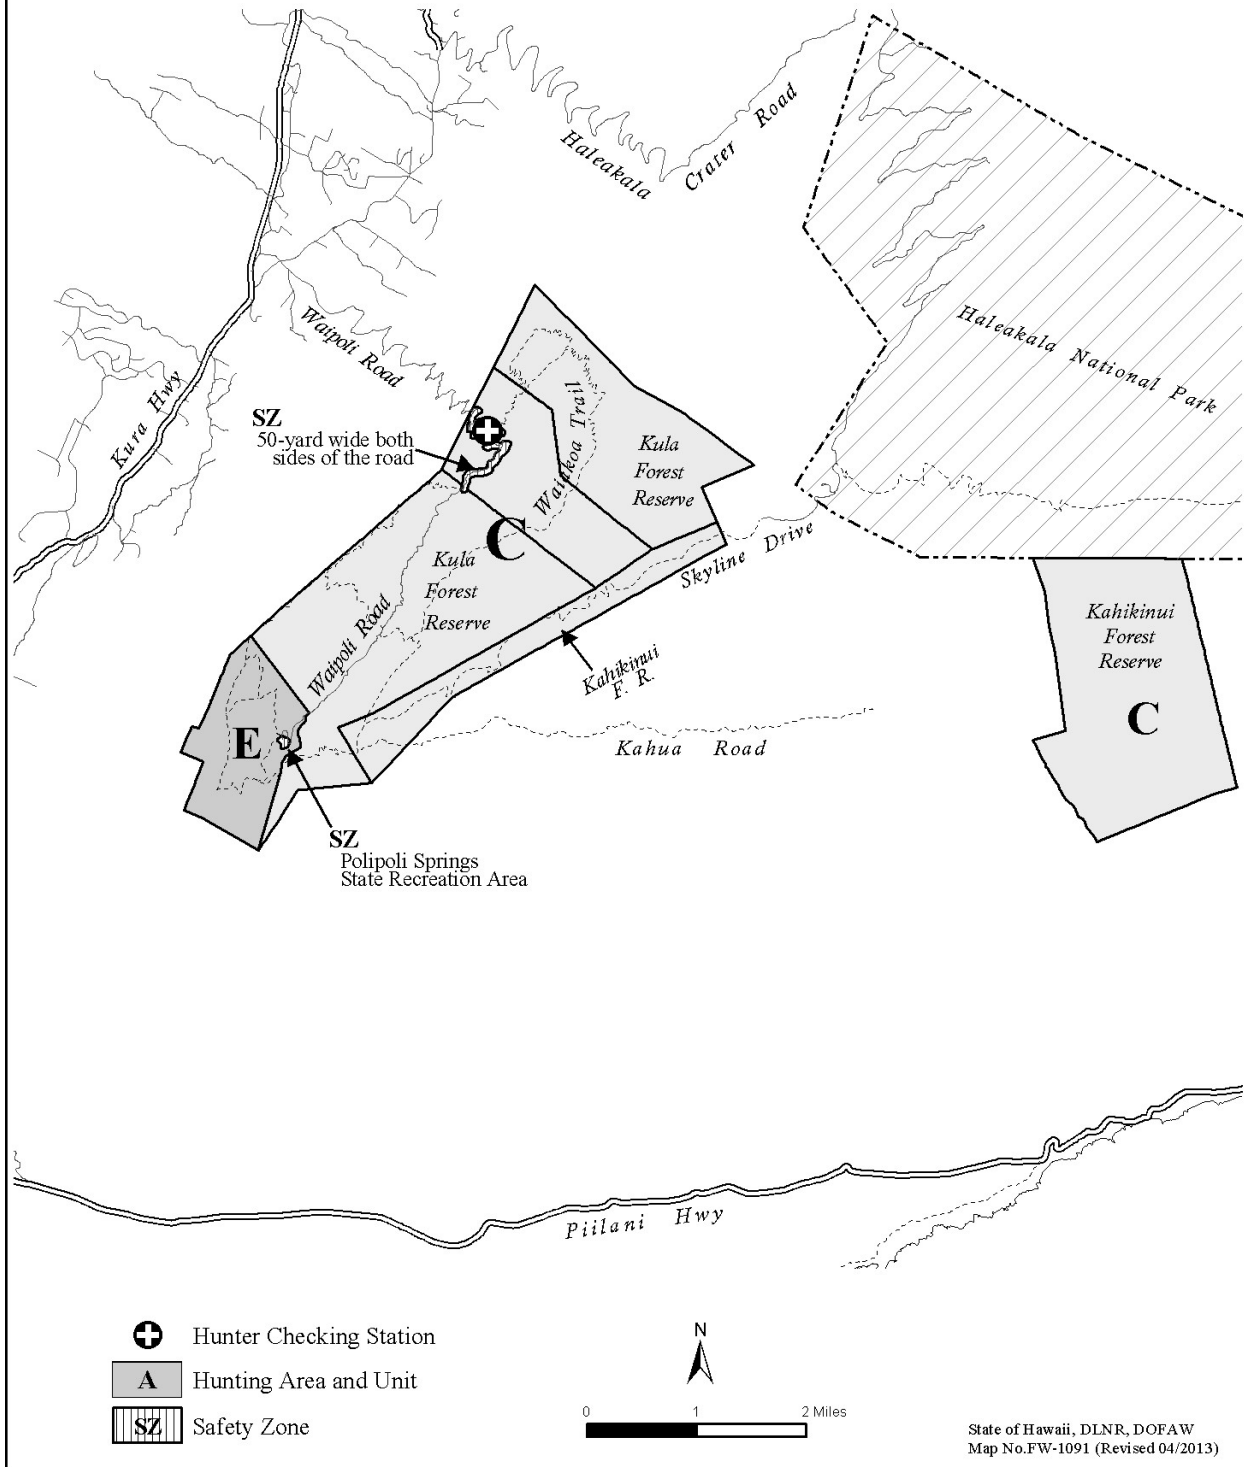 Haleakala
Crater Road
Haleakala National Park
Waipoli Road
Kura Hwy
SZ
50-yard wide both
sides of the road
Waiakoa Trail
Kula
Forest
Reserve
C
Kula
Forest
Reserve
Skyline Drive
Waipoli Road
Kahikinui
F. R.
Kahikinui
Forest
Reserve
C
E
Kahua Road
SZ
Polipoli Springs
State Recreation Area
Piilani Hwy
Hunter Checking Station
A Hunting Area and Unit
SZ Safety Zone
N
0 1 2 Miles
State of Hawaii, DLNR, DOFAW
Map No.FW-1091 (Revised 04/2013)